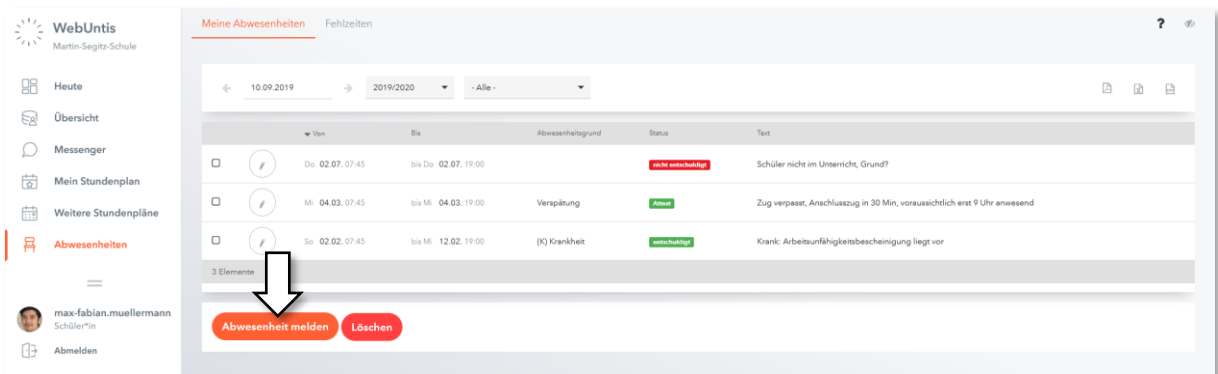 WebUntis
Martin-Segitz-Schule
Heute
Übersicht
Messenger
Mein Stundenplan
Weitere Stundenpläne
Abwesenheiten
max-fabian.muellermann
Schüler*in
Abmelden
Meine Abwesenheiten Fehlzeiten ?
10.09.2019 2019/2020 - Alle -
Von Bis Abwesenheitsgrund Status Text
Do 02.07. 07:45 bis Do 02.07. 19:00 nicht entschuldigt Schüler nicht im Unterricht, Grund?
Mi 04.03. 07:45 bis Mi 04.03. 19:00 Verspätung Attest Zug verpasst, Anschlusszug in 30 Min, voraussichtlich erst 9 Uhr anwesend
So 02.02. 07:45 bis Mi 12.02. 19:00 (K) Krankheit entschuldigt Krank: Arbeitsunfähigkeitsbescheinigung liegt vor
3 Elemente
Abwesenheit melden Löschen